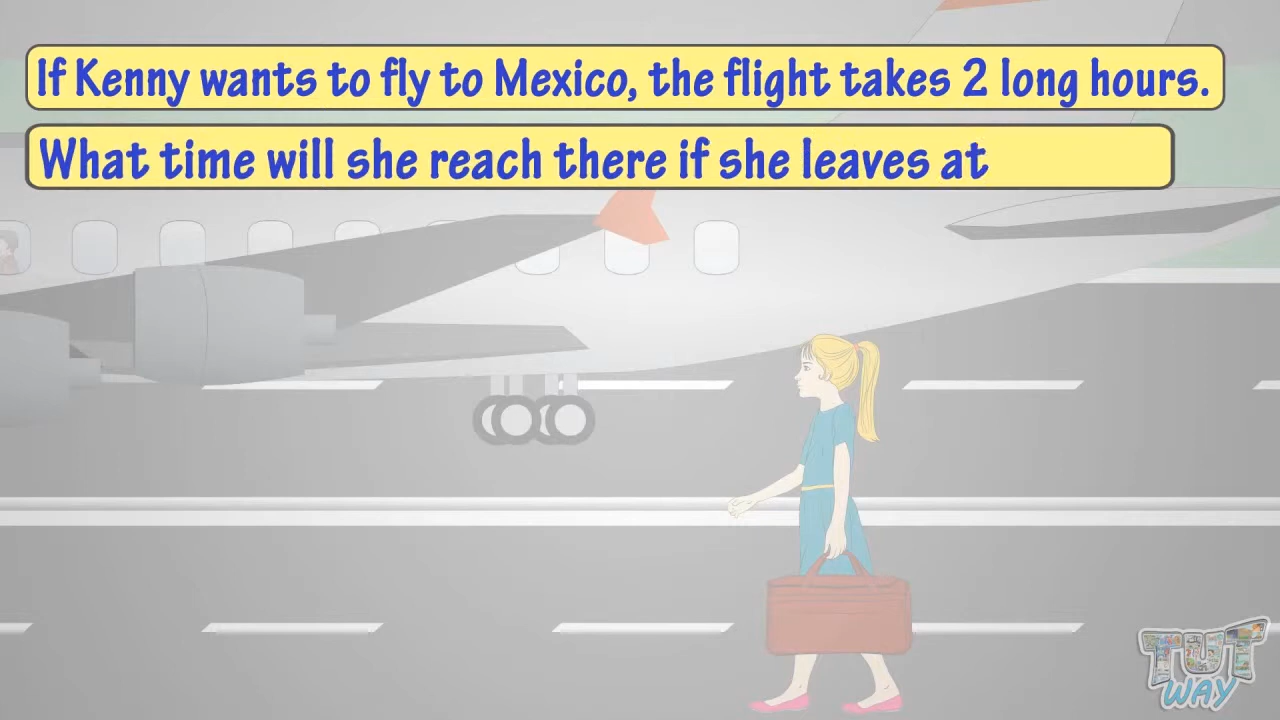 If Kenny wants to fly to Mexico, the flight takes 2 long hours.
What time will she reach there if she leaves at
TUT
WAY